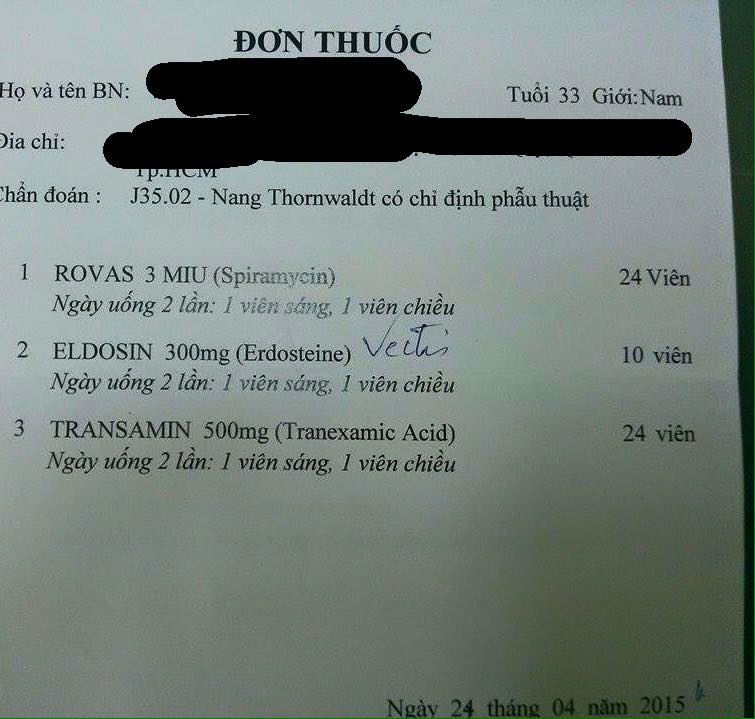 ĐƠN THUỐC
Họ và tên BN:
Tuổi 33 Giới:Nam
Địa chỉ:
Tp.HCM
Chẩn đoán : J35.02 - Nang Thornwaldt có chỉ định phẫu thuật
1 ROVAS 3 MIU (Spiramycin) 24 Viên
Ngày uống 2 lần: 1 viên sáng, 1 viên chiều
2 ELDOSIN 300mg (Erdosteine) 10 viên
Ngày uống 2 lần: 1 viên sáng, 1 viên chiều
3 TRANSAMIN 500mg (Tranexamic Acid) 24 viên
Ngày uống 2 lần: 1 viên sáng, 1 viên chiều
Ngày 24 tháng 04 năm 2015